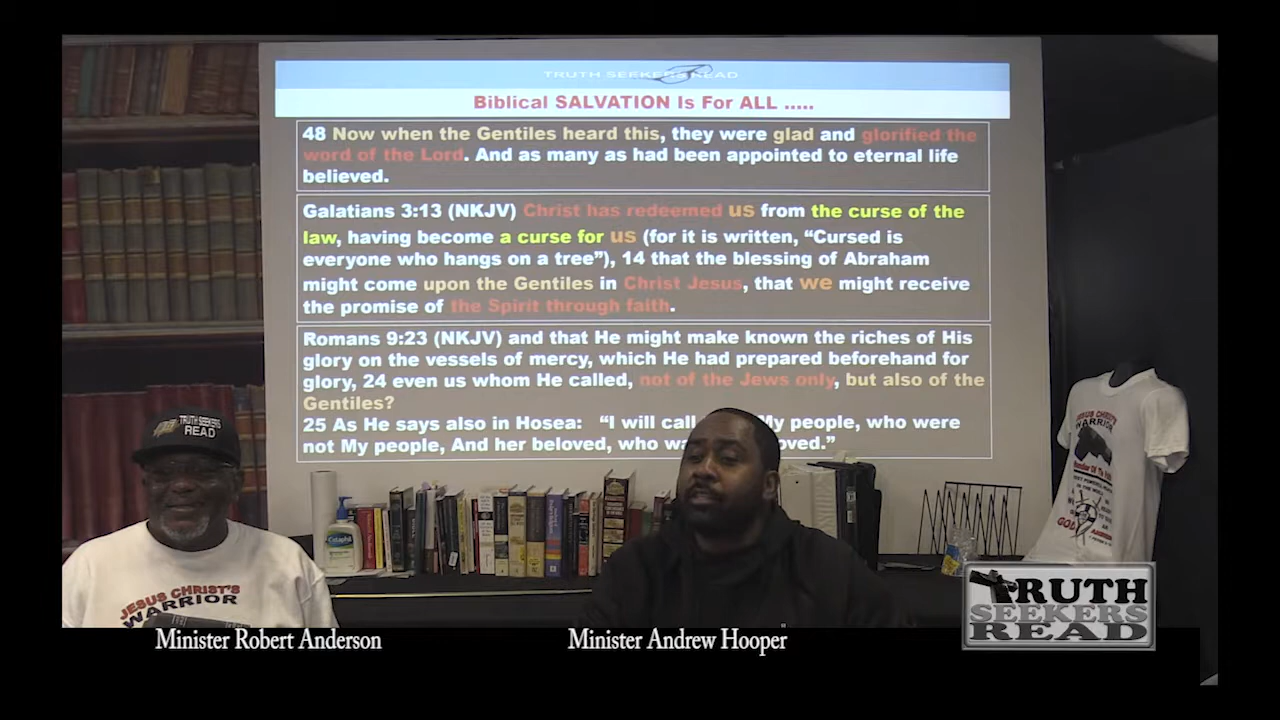 TRUTH SEEKERS READ
Biblical SALVATION Is For ALL .....
48 Now when the Gentiles heard this, they were glad and glorified the
word of the Lord. And as many as had been appointed to eternal life
believed.
Galatians 3:13 (NKJV) Christ has redeemed us from the curse of the
law, having become a curse for us (for it is written, “Cursed is
everyone who hangs on a tree”), 14 that the blessing of Abraham
might come upon the Gentiles in Christ Jesus, that we might receive
the promise of the Spirit through faith.
Romans 9:23 (NKJV) and that He might make known the riches of His
glory on the vessels of mercy, which He had prepared beforehand for
glory, 24 even us whom He called, not of the Jews only, but also of the
Gentiles?
25 As He says also in Hosea: “I will call My people, who were
not My people, And her beloved, who
TRUTH SEEKERS
READ
JESUS CHRIST'S
WARRIOR
Cetaphil
JESUS CHRIST'S
WARRIOR
TRUTH
SEEKERS
READ
Minister Robert Anderson
Minister Andrew Hooper